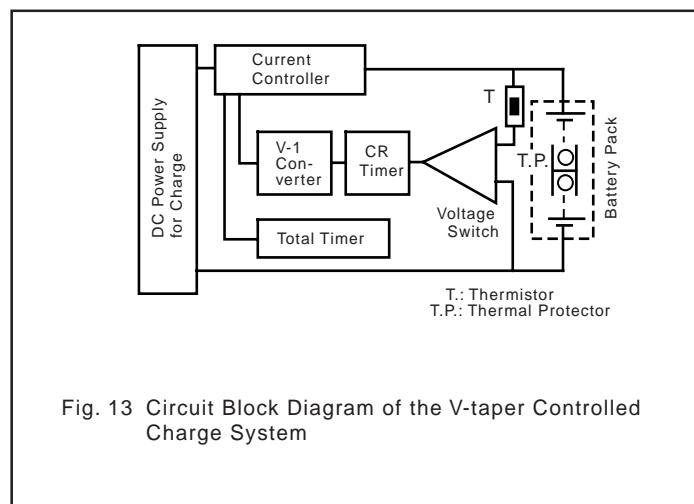 DC Power Supply
for Charge
Current
Controller
V-1
Con-
verter
CR
Timer
Total Timer
Voltage
Switch
T
T.P.
Battery Pack
T.: Thermistor
T.P.: Thermal Protector
Fig. 13 Circuit Block Diagram of the V-taper Controlled
Charge System